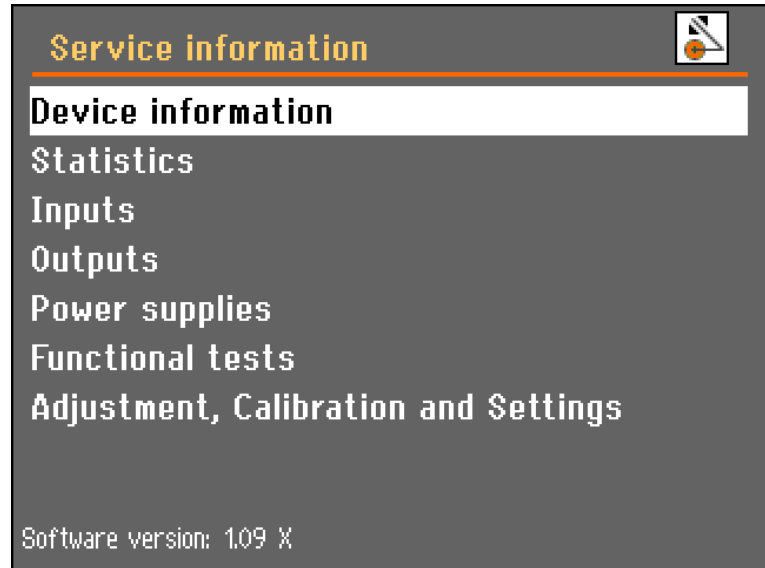 Service information
Device information
Statistics
Inputs
Outputs
Power supplies
Functional tests
Adjustment, Calibration and Settings
Software version: 1.09 X